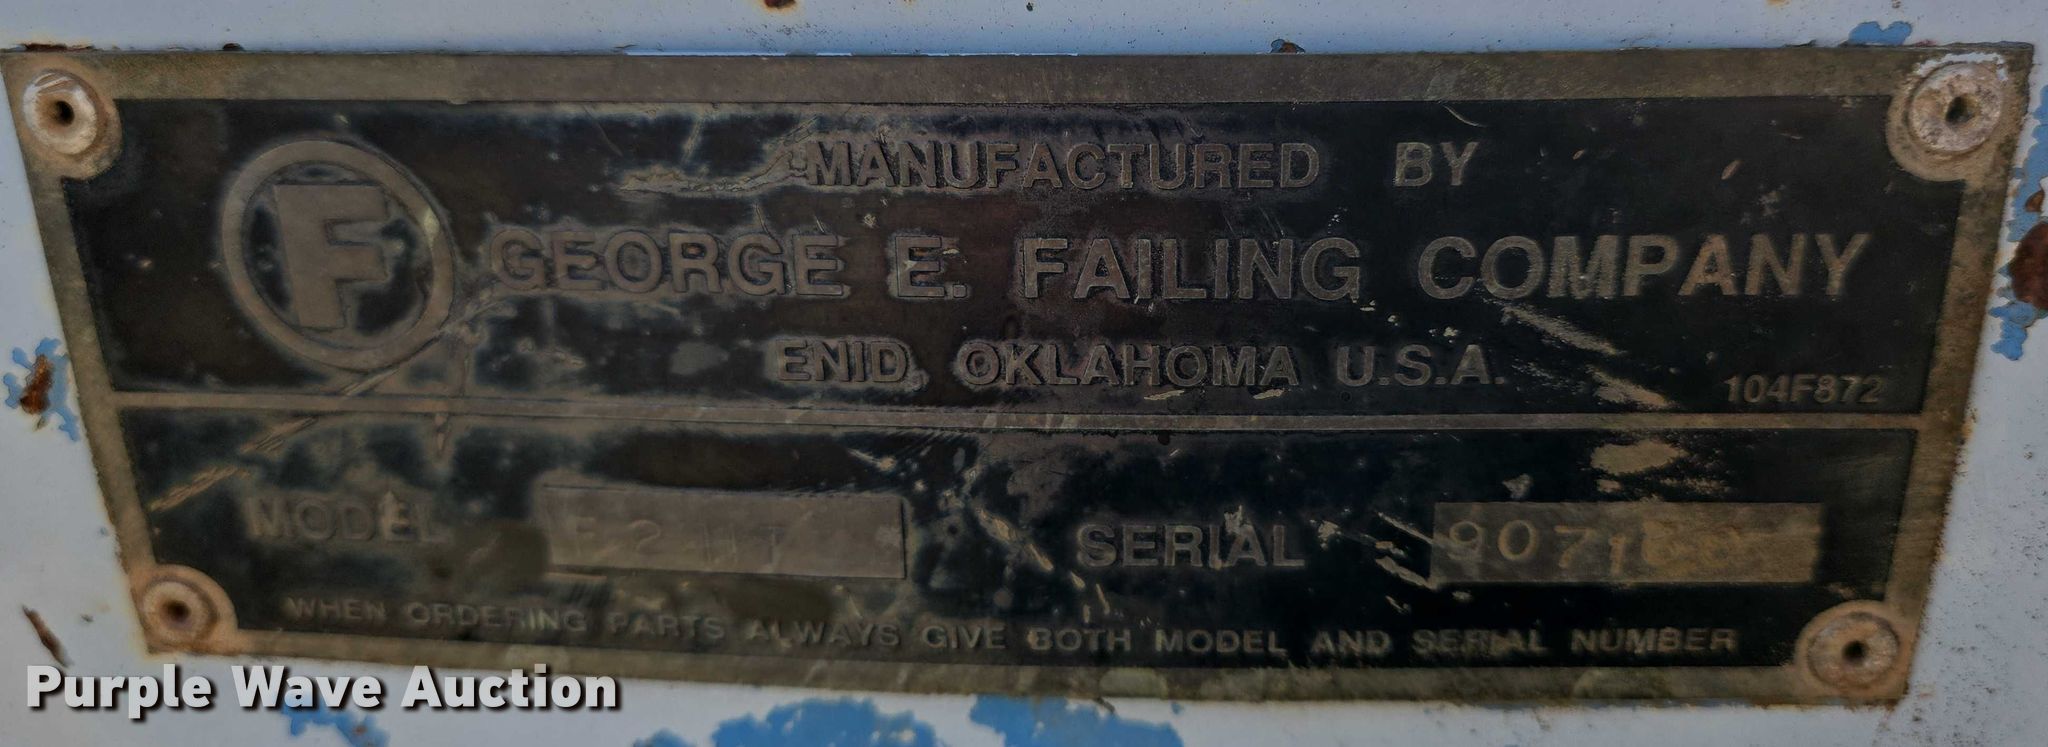 MANUFACTURED BY
F GEORGE E. FAILING COMPANY
ENID, OKLAHOMA U.S.A.
104F872
MODEL SERIAL
WHEN ORDERING PARTS ALWAYS GIVE BOTH MODEL AND SERIAL NUMBER
Purple Wave Auction